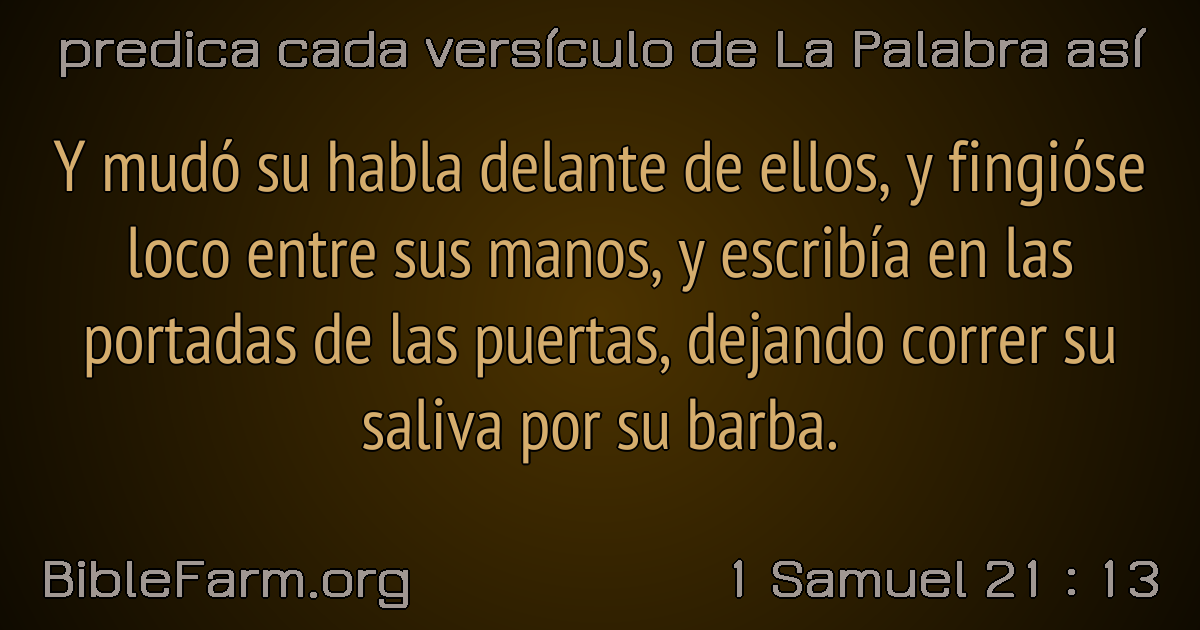 predica cada versículo de La Palabra así
Y mudó su habla delante de ellos, y fingióse
loco entre sus manos, y escribía en las
portadas de las puertas, dejando correr su
saliva por su barba.
BibleFarm.org
1 Samuel 21 : 13